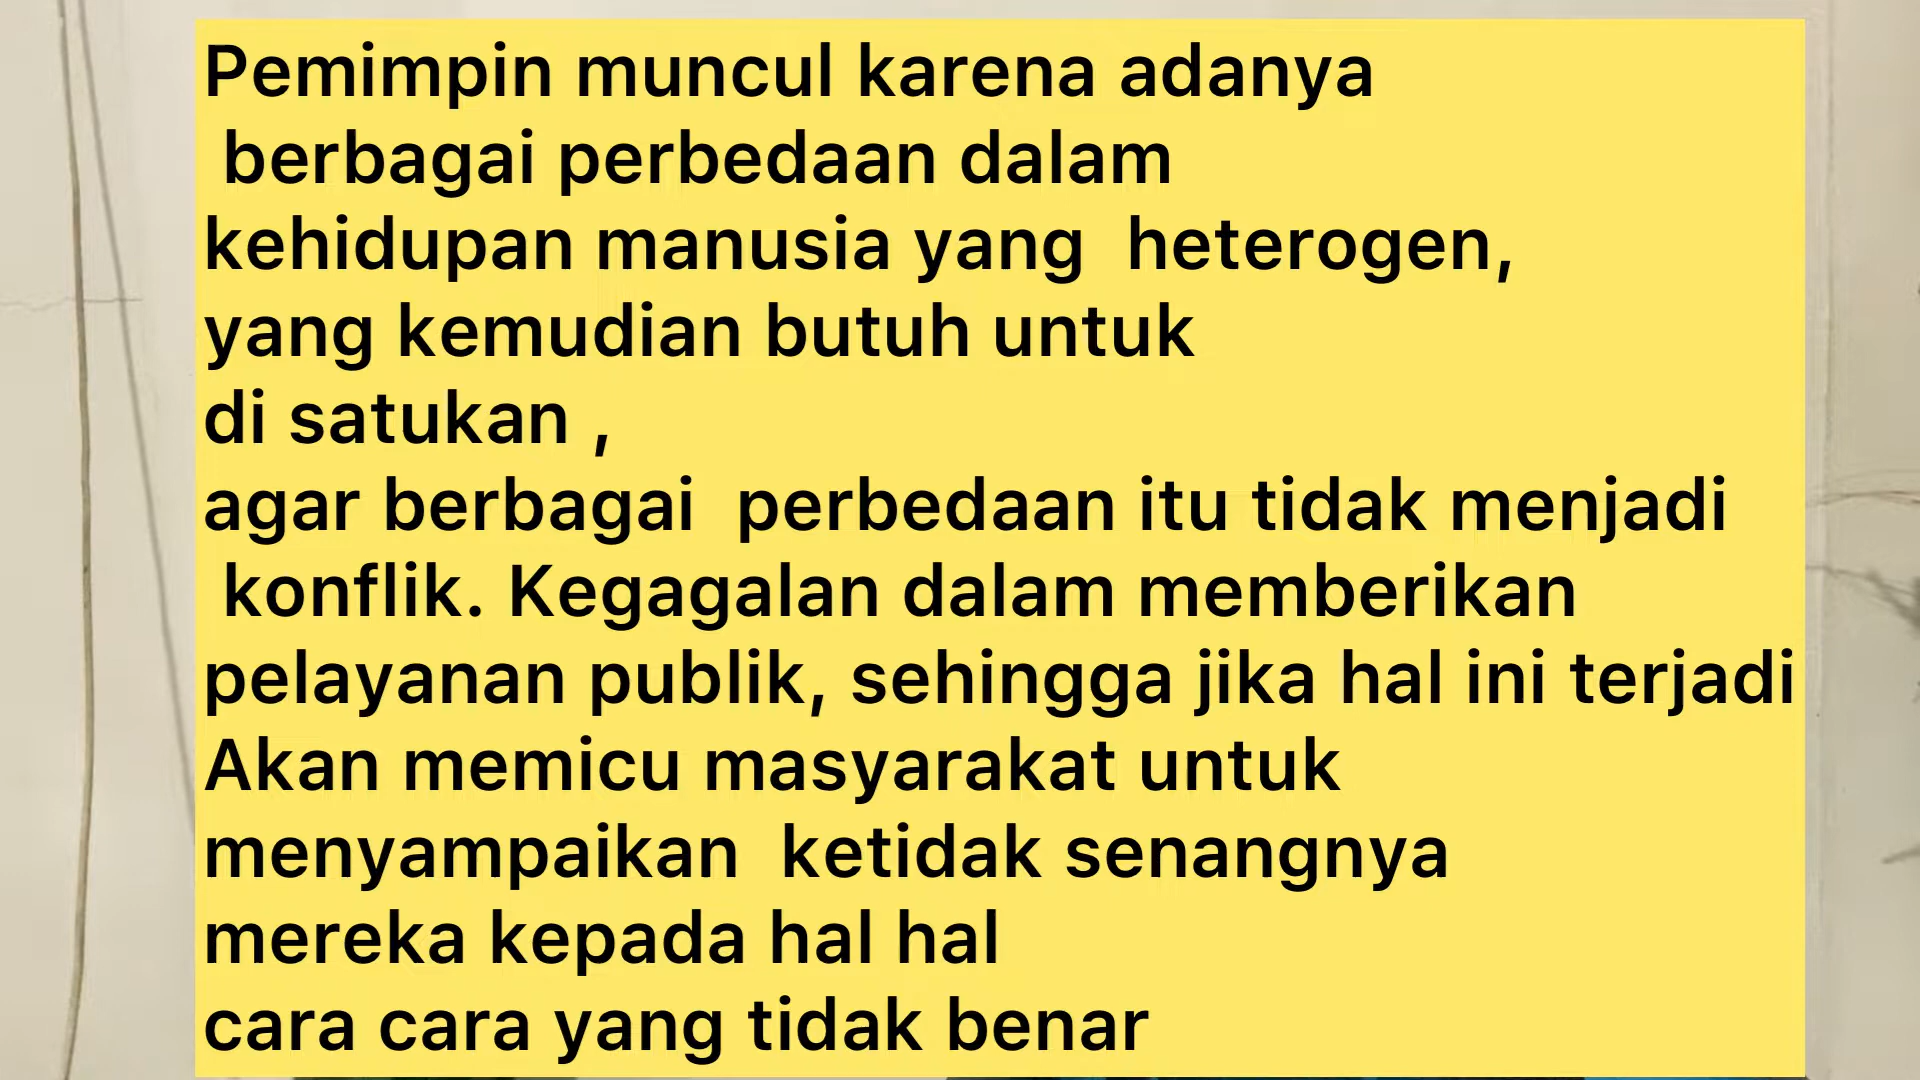 Pemimpin muncul karena adanya
berbagai perbedaan dalam
kehidupan manusia yang  heterogen,
yang kemudian butuh untuk
di satukan ,
agar berbagai  perbedaan itu tidak menjadi
konflik. Kegagalan dalam memberikan
pelayanan publik, sehingga jika hal ini terjadi
Akan memicu masyarakat untuk
menyampaikan  ketidak senangnya
mereka kepada hal hal
cara cara yang tidak benar